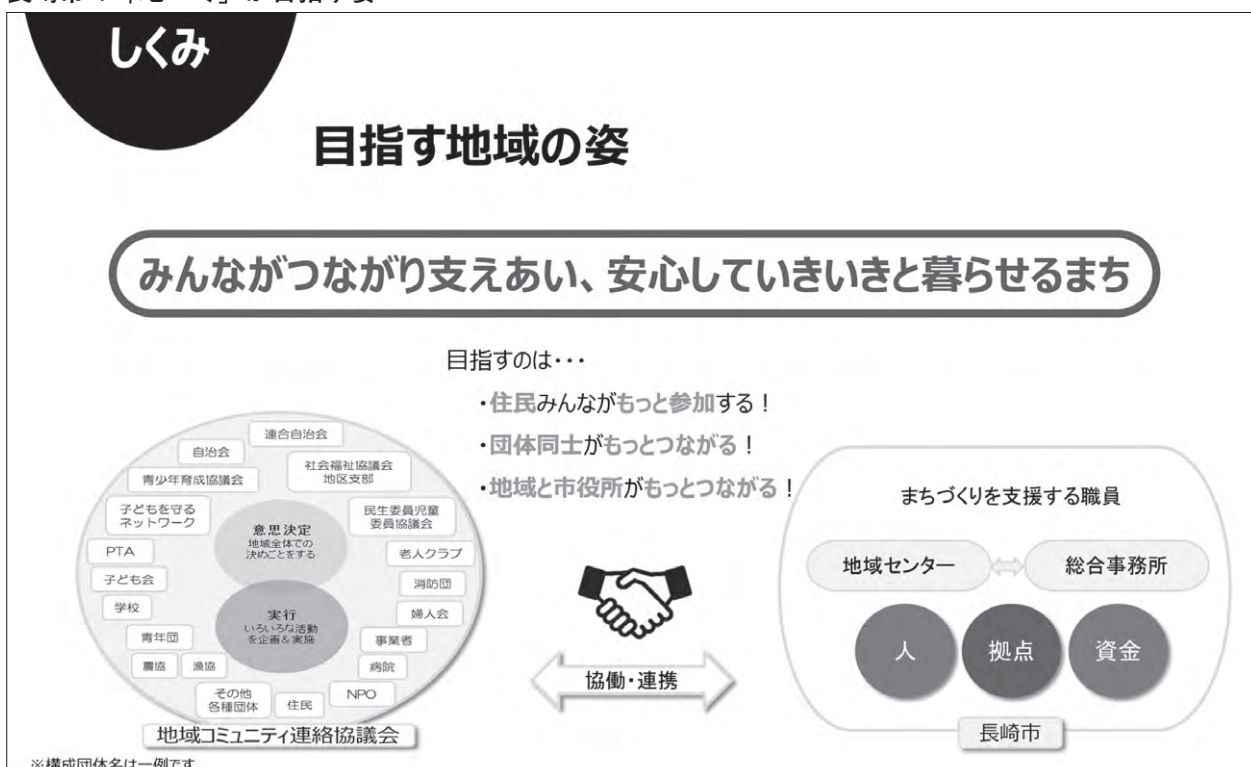 しくみ
目指す地域の姿
みんながつながり支えあい、安心していきいきと暮らせるまち
目指すのは・・・
・住民みんながもっと参加する！
・団体同士がもっとつながる！
・地域と市役所がもっとつながる！
連合自治会
自治会
社会福祉協議会
地区支部
青少年育成協議会
子どもを守る
ネットワーク
民生委員児童
委員協議会
意思決定
地域全体での
決めごとをする
PTA
老人クラブ
子ども会
消防団
学校
婦人会
実行
いろいろな活動
を企画&実施
青年団
事業者
農協
漁協
病院
その他
各種団体
住民
NPO
地域コミュニティ連絡協議会
協働・連携
まちづくりを支援する職員
地域センター
総合事務所
人
拠点
資金
長崎市
※構成団体名は一例です